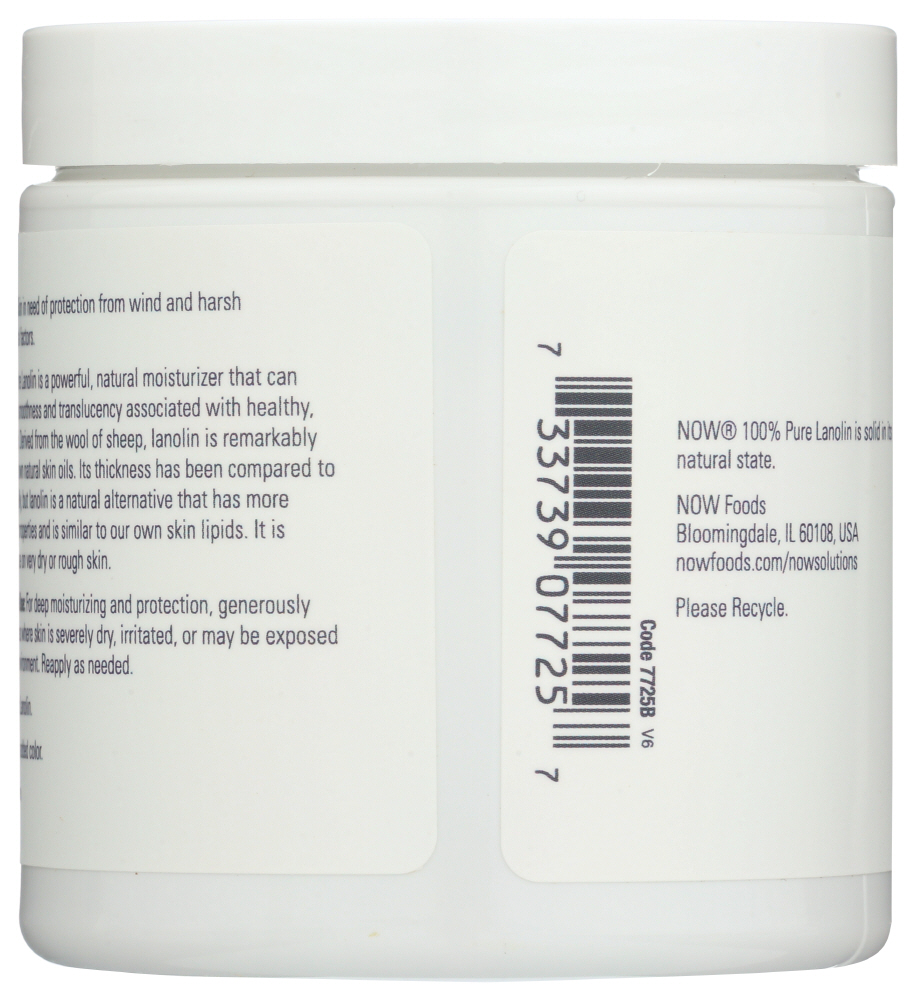 in need of protection from wind and harsh
factors.
Lanolin is a powerful, natural moisturizer that can
and translucency associated with healthy,
Derived from the wool of sheep, lanolin is remarkably
natural skin oils. Its thickness has been compared to
but lanolin is a natural alternative that has more
and is similar to our own skin lipids. It is
on very dry or rough skin.
For deep moisturizing and protection, generously
where skin is severely dry, irritated, or may be exposed
Reapply as needed.
color.
7 33739 07725 7
Code 7725B V6
NOW® 100% Pure Lanolin is solid in its
natural state.
NOW Foods
Bloomingdale, IL 60108, USA
nowfoods.com/nowsolutions
Please Recycle.